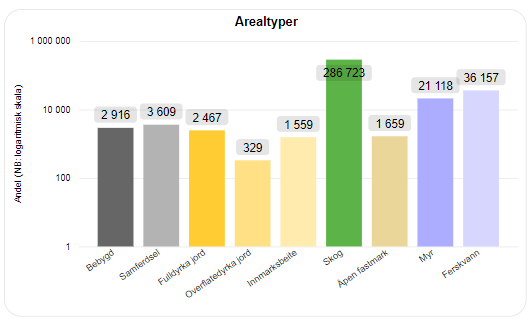 Arealtyper
Andel (NB: logaritmisk skala)
1 000 000
10 000
100
1
2 916
3 609
2 467
329
1 559
286 723
1 659
21 118
36 157
Bebygd
Samferdsel
Fulldyrka jord
Overflatedyrka jord
Innmarksbeite
Skog
Åpen fastmark
Myr
Ferskvann